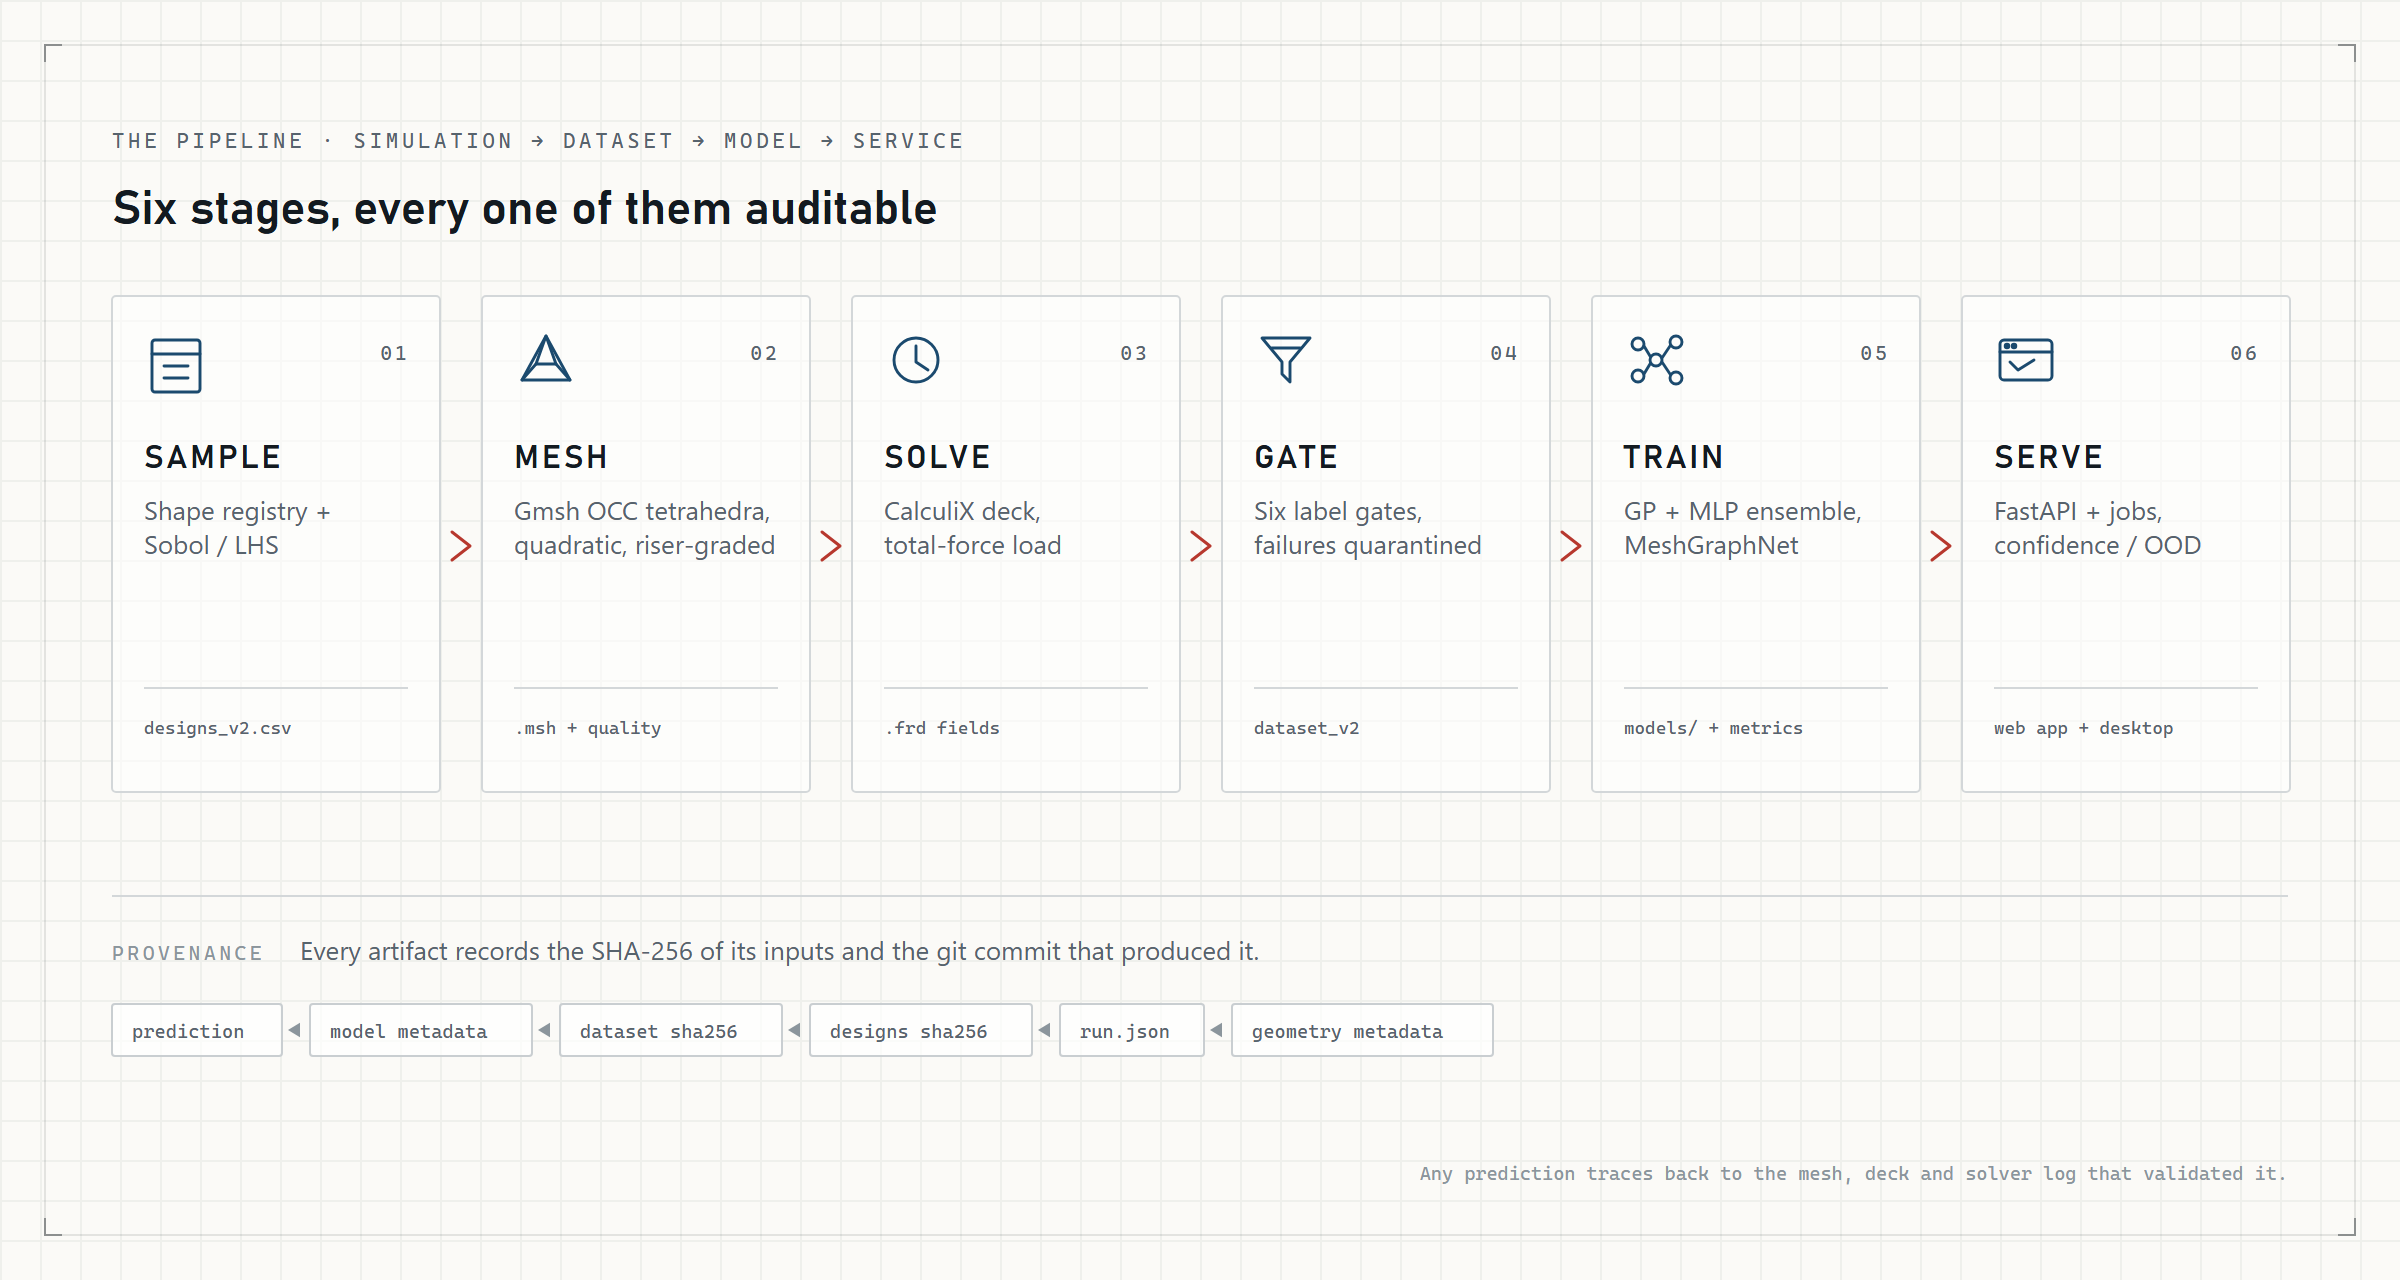 THE PIPELINE · SIMULATION → DATASET → MODEL → SERVICE
Six stages, every one of them auditable
01
SAMPLE
Shape registry +
Sobol / LHS
designs_v2.csv
02
MESH
Gmsh OCC tetrahedra,
quadratic, riser-graded
.msh + quality
03
SOLVE
CalculiX deck,
total-force load
.frd fields
04
GATE
Six label gates,
failures quarantined
dataset_v2
05
TRAIN
GP + MLP ensemble,
MeshGraphNet
models/ + metrics
06
SERVE
FastAPI + jobs,
confidence / OOD
web app + desktop
PROVENANCE Every artifact records the SHA-256 of its inputs and the git commit that produced it.
prediction ◀ model metadata ◀ dataset sha256 ◀ designs sha256 ◀ run.json ◀ geometry metadata
Any prediction traces back to the mesh, deck and solver log that validated it.